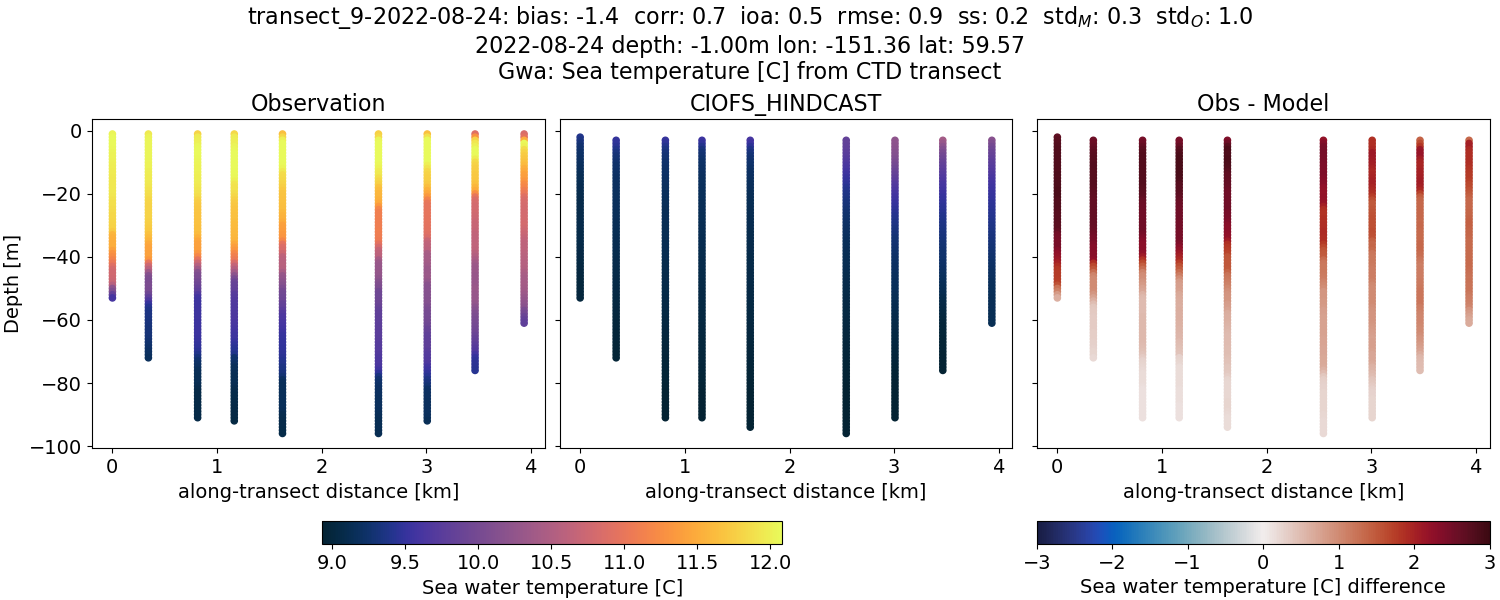 transect_9-2022-08-24: bias: -1.4  corr: 0.7  ioa: 0.5  rmse: 0.9  ss: 0.2  std_M: 0.3  std_O: 1.0
2022-08-24 depth: -1.00m lon: -151.36 lat: 59.57
Gwa: Sea temperature [C] from CTD transect
Observation
CIOFS_HINDCAST
Obs - Model
Depth [m]
0
−20
−40
−60
−80
−100
0 1 2 3 4
0 1 2 3 4
0 1 2 3 4
along-transect distance [km]
along-transect distance [km]
along-transect distance [km]
9.0 9.5 10.0 10.5 11.0 11.5 12.0
Sea water temperature [C]
−3 −2 −1 0 1 2 3
Sea water temperature [C] difference